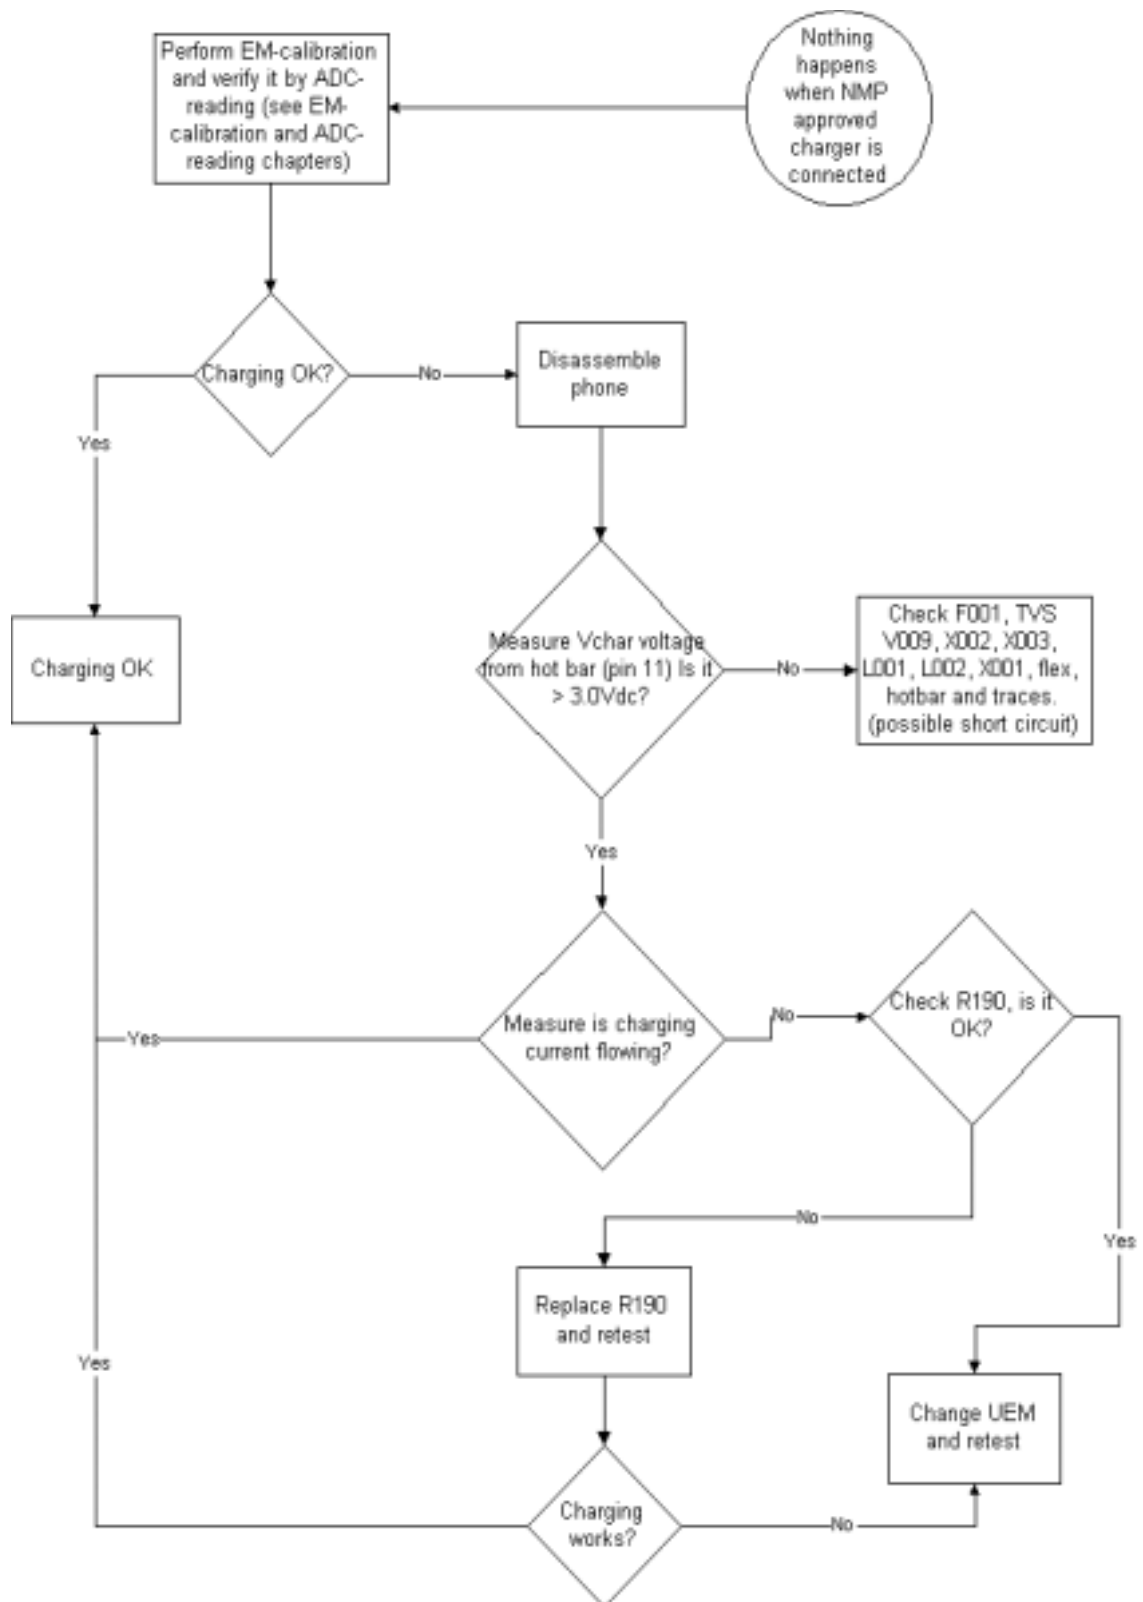 Nothing
happens
when NMP
approved
charger is
connected
Perform EM-calibration
and verify it by ADC-
reading (see EM-
calibration and ADC-
reading chapters)
Charging OK?
No
Disassemble
phone
Yes
Charging OK
Measure Vchar voltage
from hot bar (pin 11) Is it
> 3.0Vdc?
No
Check F001, TVS
V009, X002, X003,
L001, L002, X001, flex,
hotbar and traces.
(possible short circuit)
Yes
Measure is charging
current flowing?
Yes
No
Check R190, is it
OK?
No
Yes
Replace R190
and retest
Yes
Change UEM
and retest
Charging
works?
No